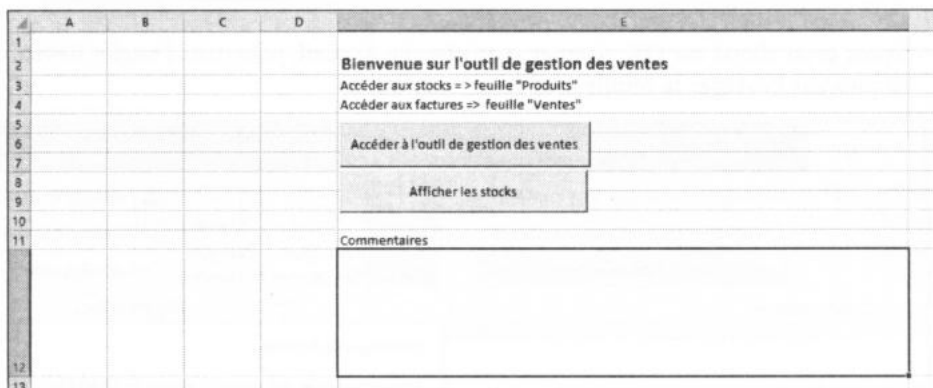 A B C D E
1
2 Bienvenue sur l'outil de gestion des ventes
3 Accéder aux stocks = > feuille "Produits"
4 Accéder aux factures => feuille "Ventes"
5
6 Accéder à l'outil de gestion des ventes
7
8
Afficher les stocks
9
10
11 Commentaires
12
13